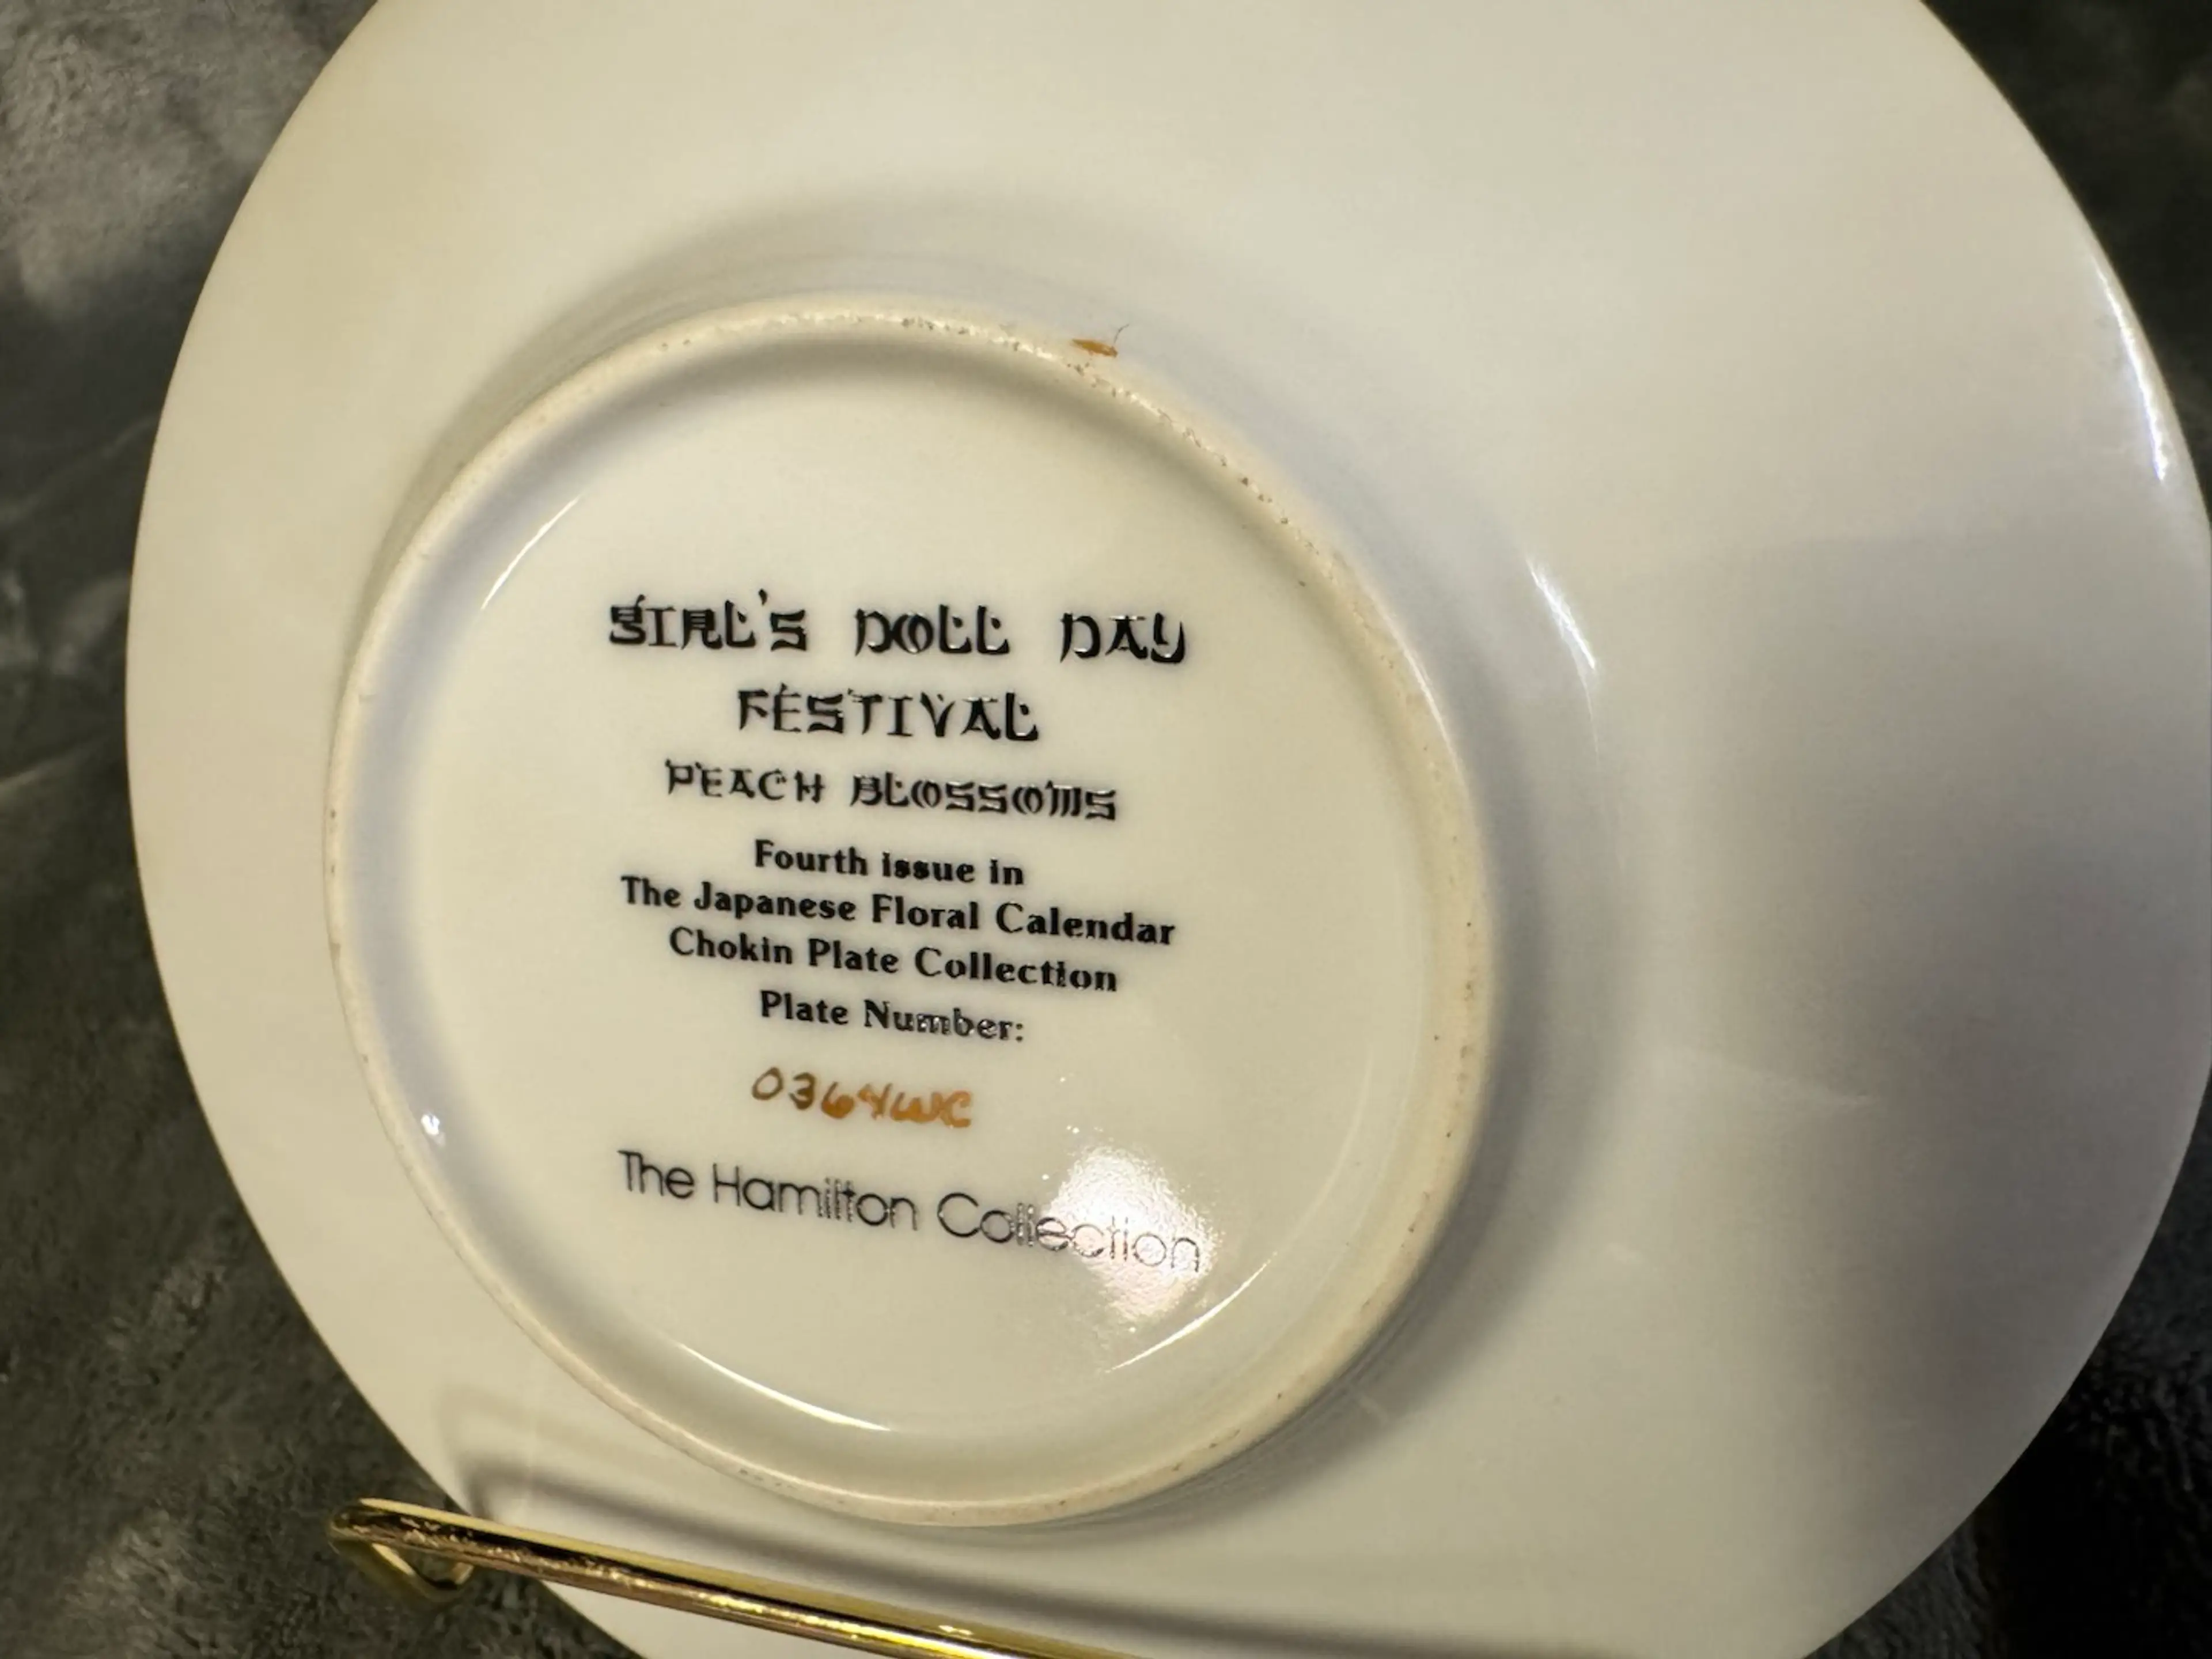 GIRL'S DOLL DAY
FESTIVAL
PEACH BLOSSOMS
Fourth issue in
The Japanese Floral Calendar
Chokin Plate Collection
Plate Number:
0364WC
The Hamilton Collection